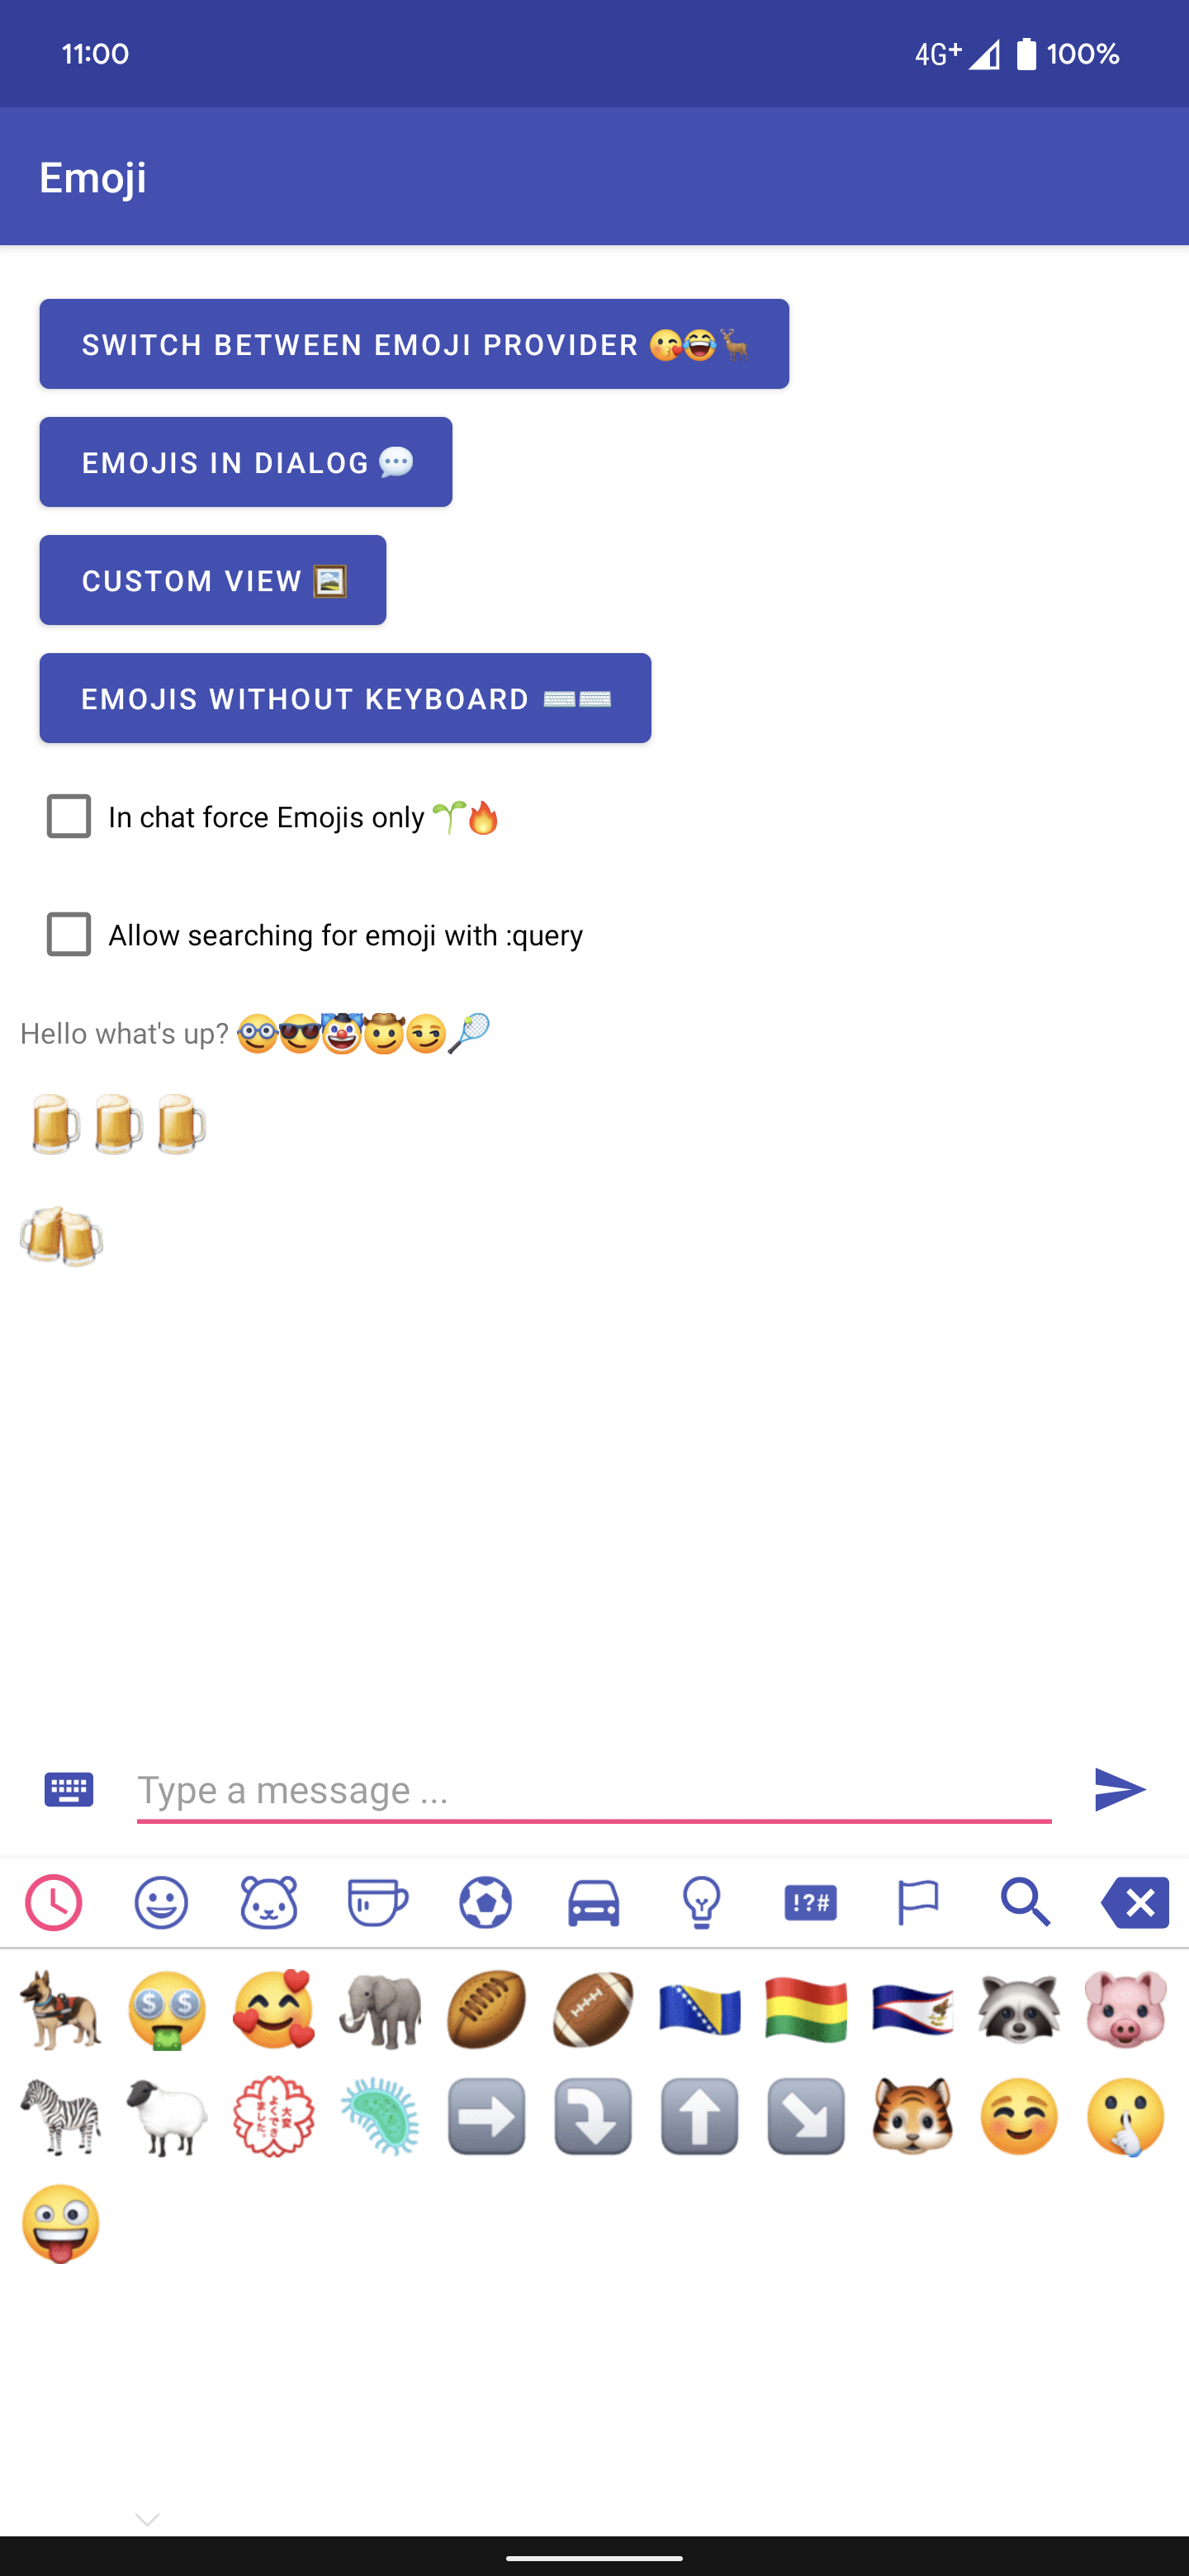 11:00 4G+ 100%
Emoji
SWITCH BETWEEN EMOJI PROVIDER 😘😂🦌
EMOJIS IN DIALOG 💬
CUSTOM VIEW 🖼️
EMOJIS WITHOUT KEYBOARD ⌨️⌨️
In chat force Emojis only 🌱🔥
Allow searching for emoji with :query
Hello what's up? 🤓😎🤡🤠😏🎾
🍺🍺🍺
🍻
Type a message ...
!?#